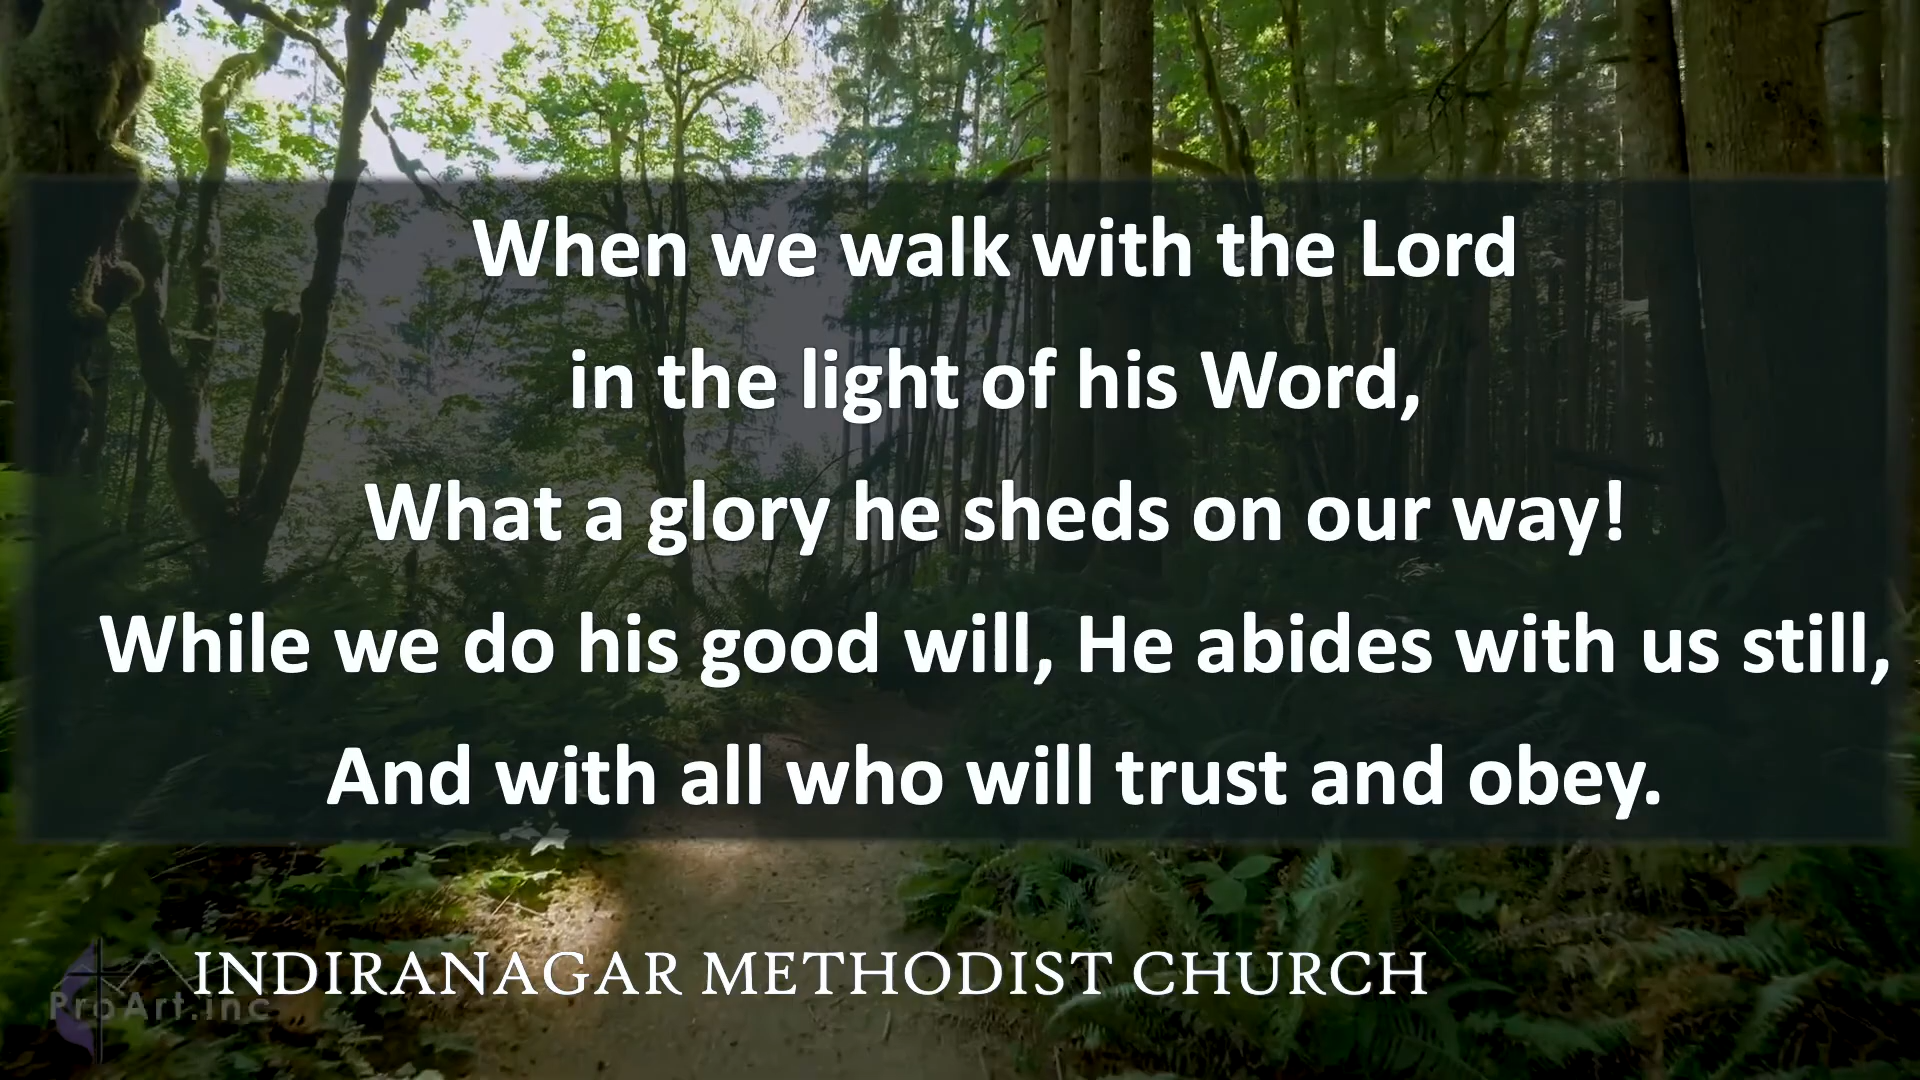 When we walk with the Lord
in the light of his Word,
What a glory he sheds on our way!
While we do his good will, He abides with us still,
And with all who will trust and obey.
INDIRANAGAR METHODIST CHURCH
ProArt.inc